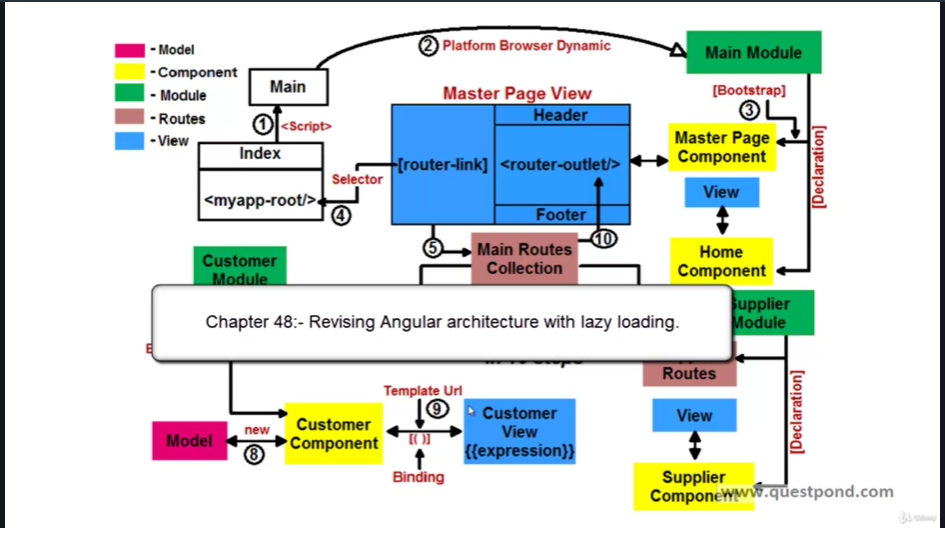 - Model
- Component
- Module
- Routes
- View
Main
② Platform Browser Dynamic
Main Module
① <Script>
Index
<myapp-root/>
Selector
④
Master Page View
[router-link]
Header
<router-outlet/>
Footer
[Bootstrap]
③
Master Page
Component
[Declaration]
View
Home
Component
⑤
Main Routes
Collection
⑩
Customer
Module
Supplier
Module
Chapter 48:- Revising Angular architecture with lazy loading.
Routes
[Declaration]
View
Supplier
Component
Model
new
⑧
Customer
Component
Template Url
⑨
[( )]
Binding
Customer
View
{{expression}}
www.questpond.com
Udemy